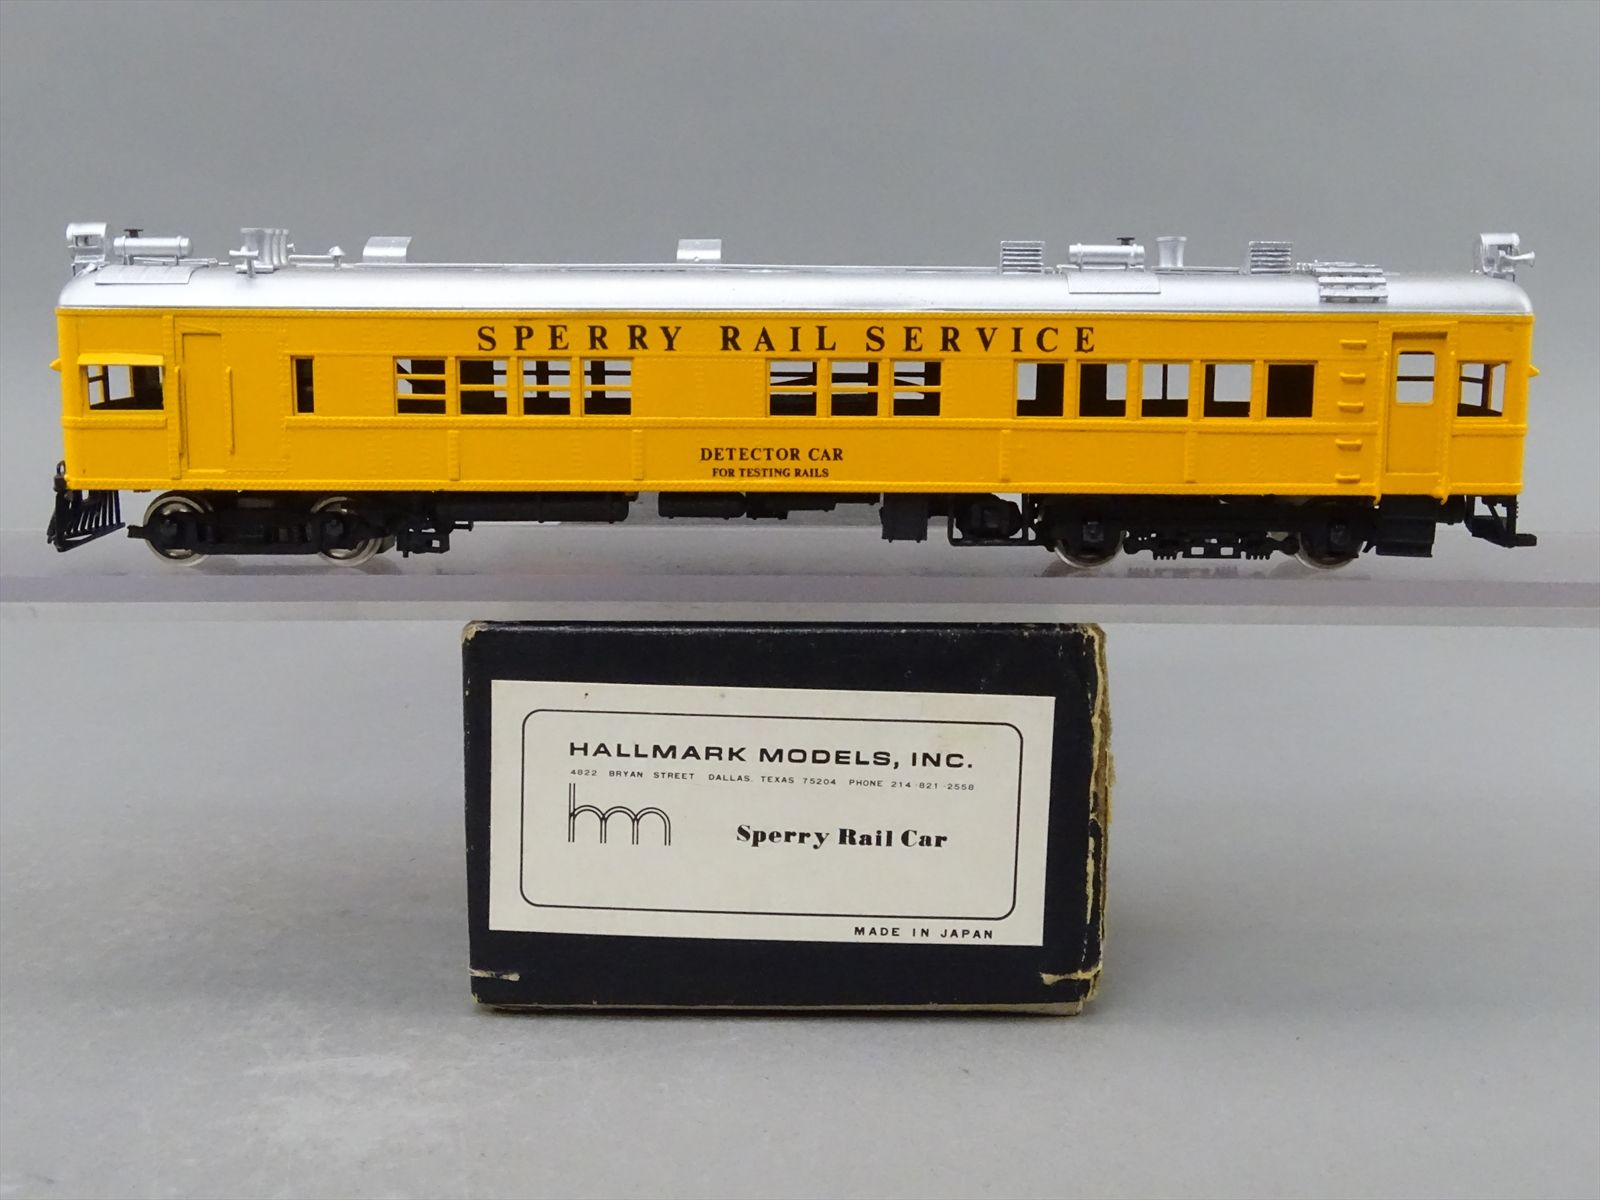 SPERRY RAIL SERVICE
DETECTOR CAR
FOR TESTING RAILS
HALLMARK MODELS, INC.
4822 BRYAN STREET DALLAS, TEXAS 75204 PHONE 214-821-2558
hm
Sperry Rail Car
MADE IN JAPAN